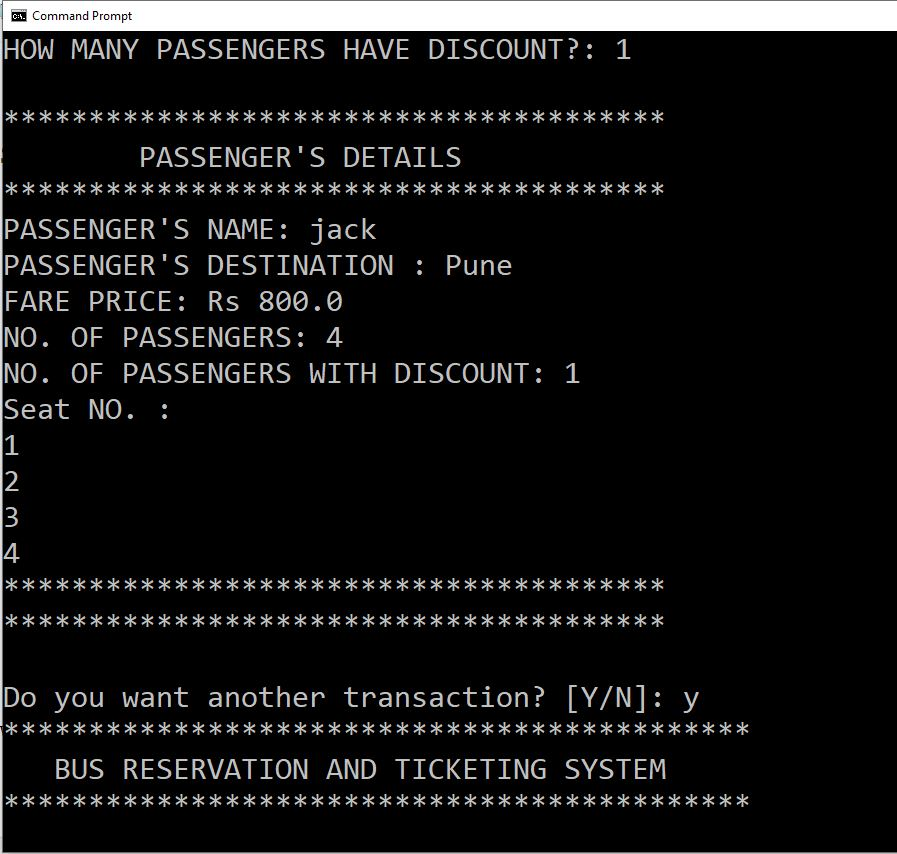 Command Prompt
HOW MANY PASSENGERS HAVE DISCOUNT?: 1
***************************************
PASSENGER'S DETAILS
***************************************
PASSENGER'S NAME: jack
PASSENGER'S DESTINATION : Pune
FARE PRICE: Rs 800.0
NO. OF PASSENGERS: 4
NO. OF PASSENGERS WITH DISCOUNT: 1
Seat NO. :
1
2
3
4
***************************************
***************************************
Do you want another transaction? [Y/N]: y
********************************************
BUS RESERVATION AND TICKETING SYSTEM
********************************************